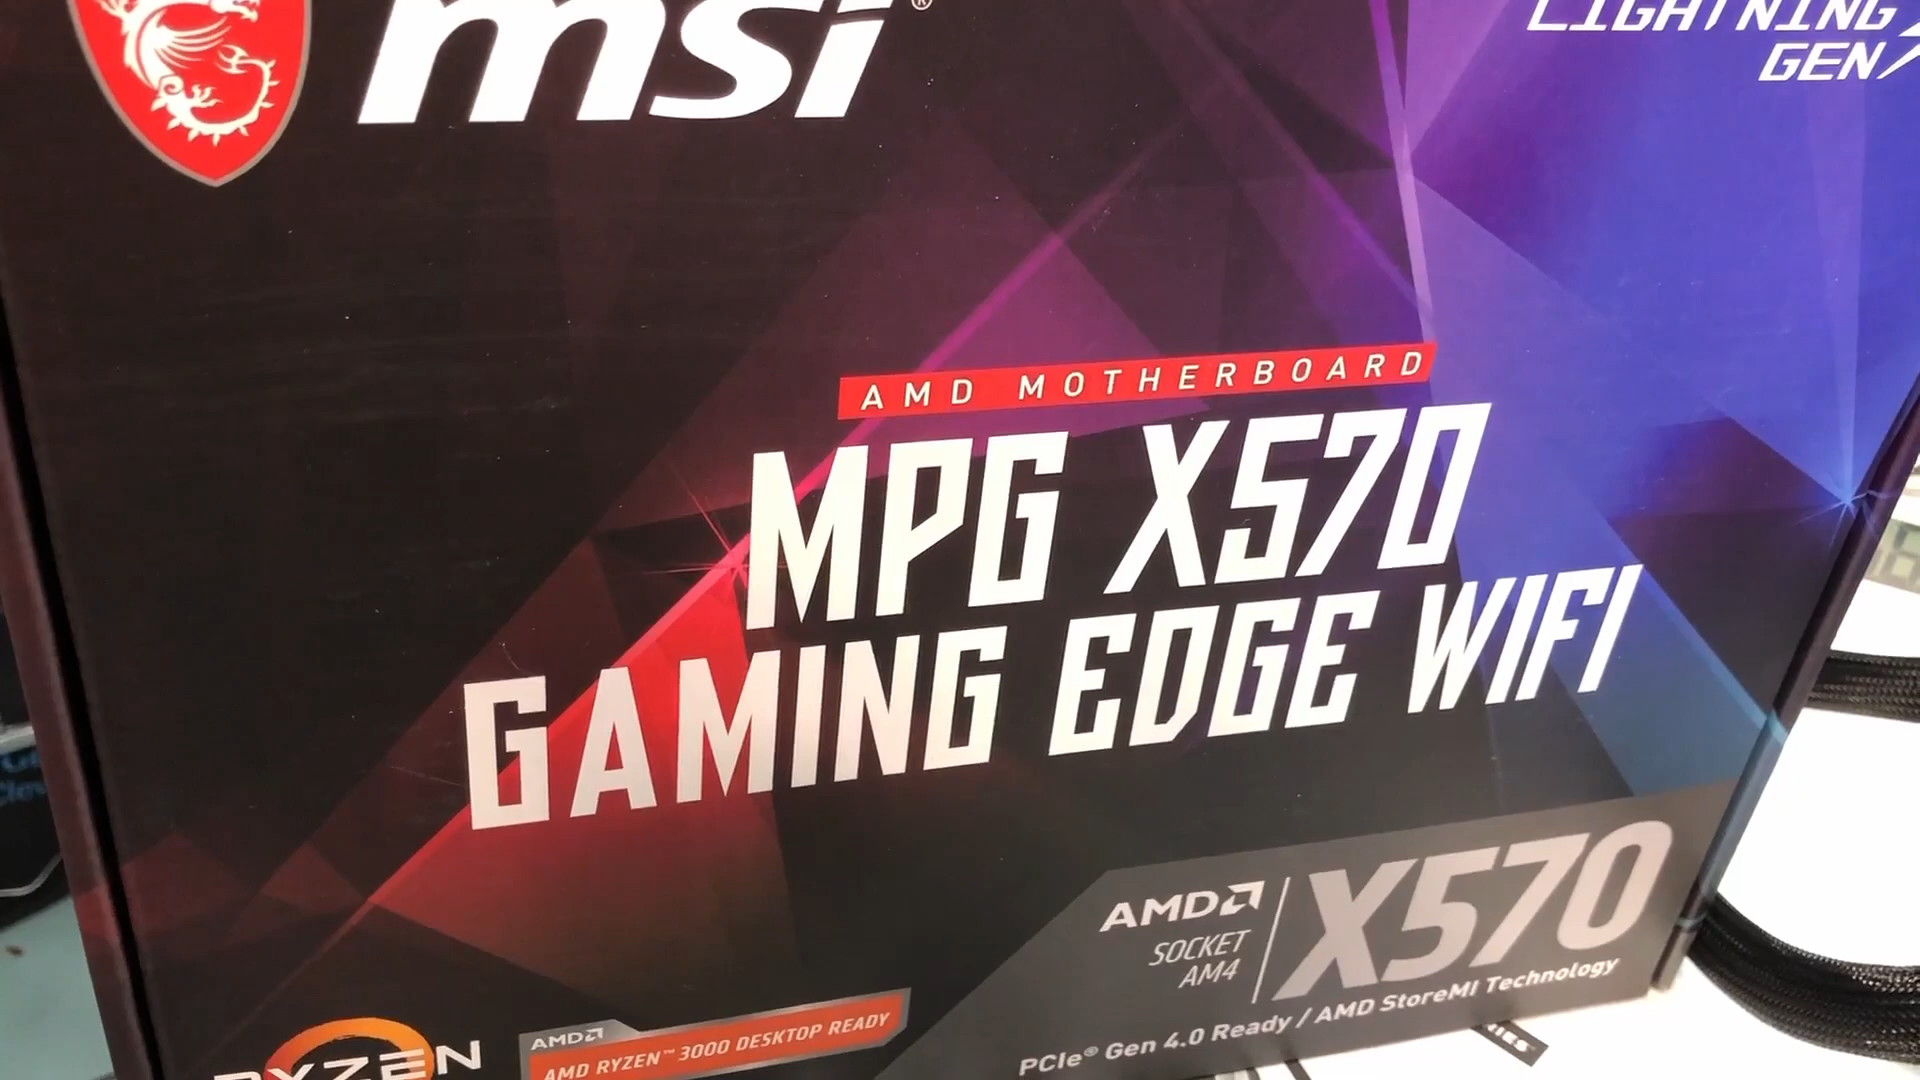 msi®
LIGHTNING
GEN
AMD MOTHERBOARD
MPG X570
GAMING EDGE WIFI
AMD
SOCKET
AM4
X570
PCIe® Gen 4.0 Ready / AMD StoreMI Technology
RYZEN
AMD
AMD RYZEN™ 3000 DESKTOP READY